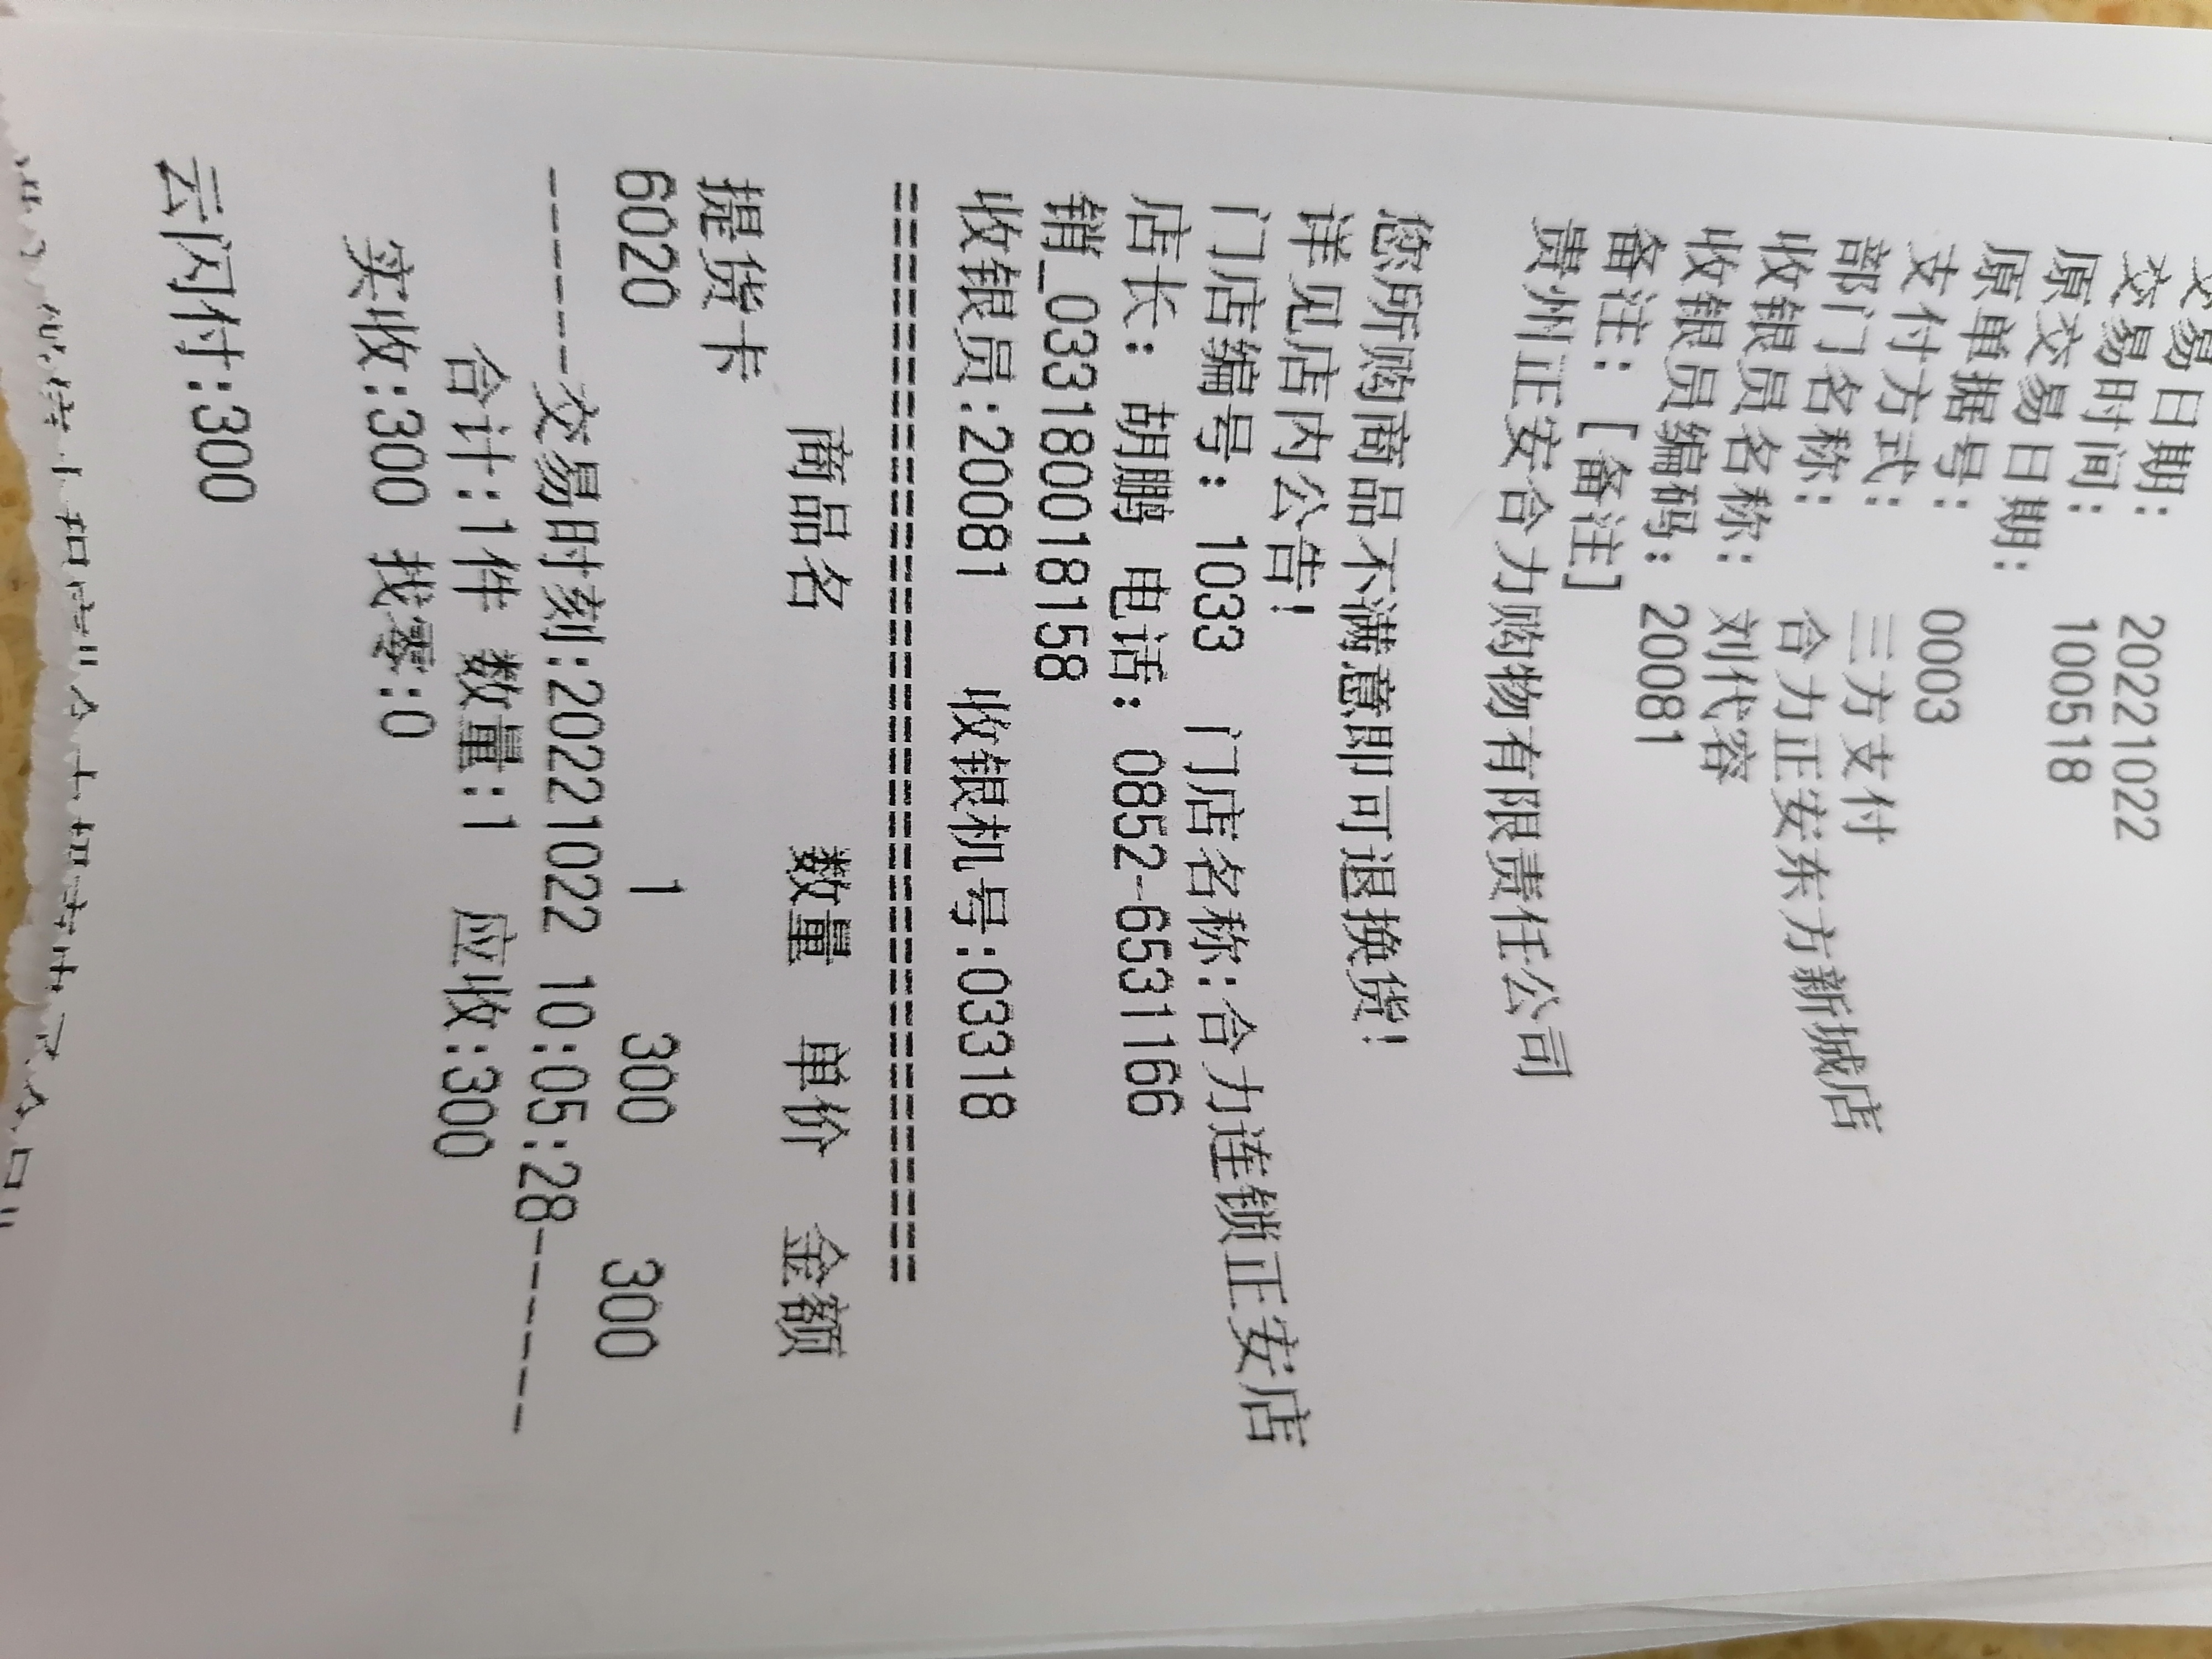 交易日期: 20221022
交易时间: 100518
原交易日期:
原单据号: 0003
支付方式: 三方支付
部门名称: 合力正安东方新城店
收银员名称: 刘代容
收银员编码: 20081
备注: [备注]
贵州正安合力购物有限责任公司
您所购商品不满意即可退换货!
详见店内公告!
门店编号: 1033 门店名称:合力连锁正安店
店长: 胡鹏 电话: 0852-6531166
销_0331800018158
收银员:20081 收银机号:03318
==================================================
商品名 数量 单价 金额
提货卡
6020 1 300 300
------交易时刻:20221022 10:05:28------
合计:1件 数量:1 应收:300
实收:300 找零:0
云闪付:300